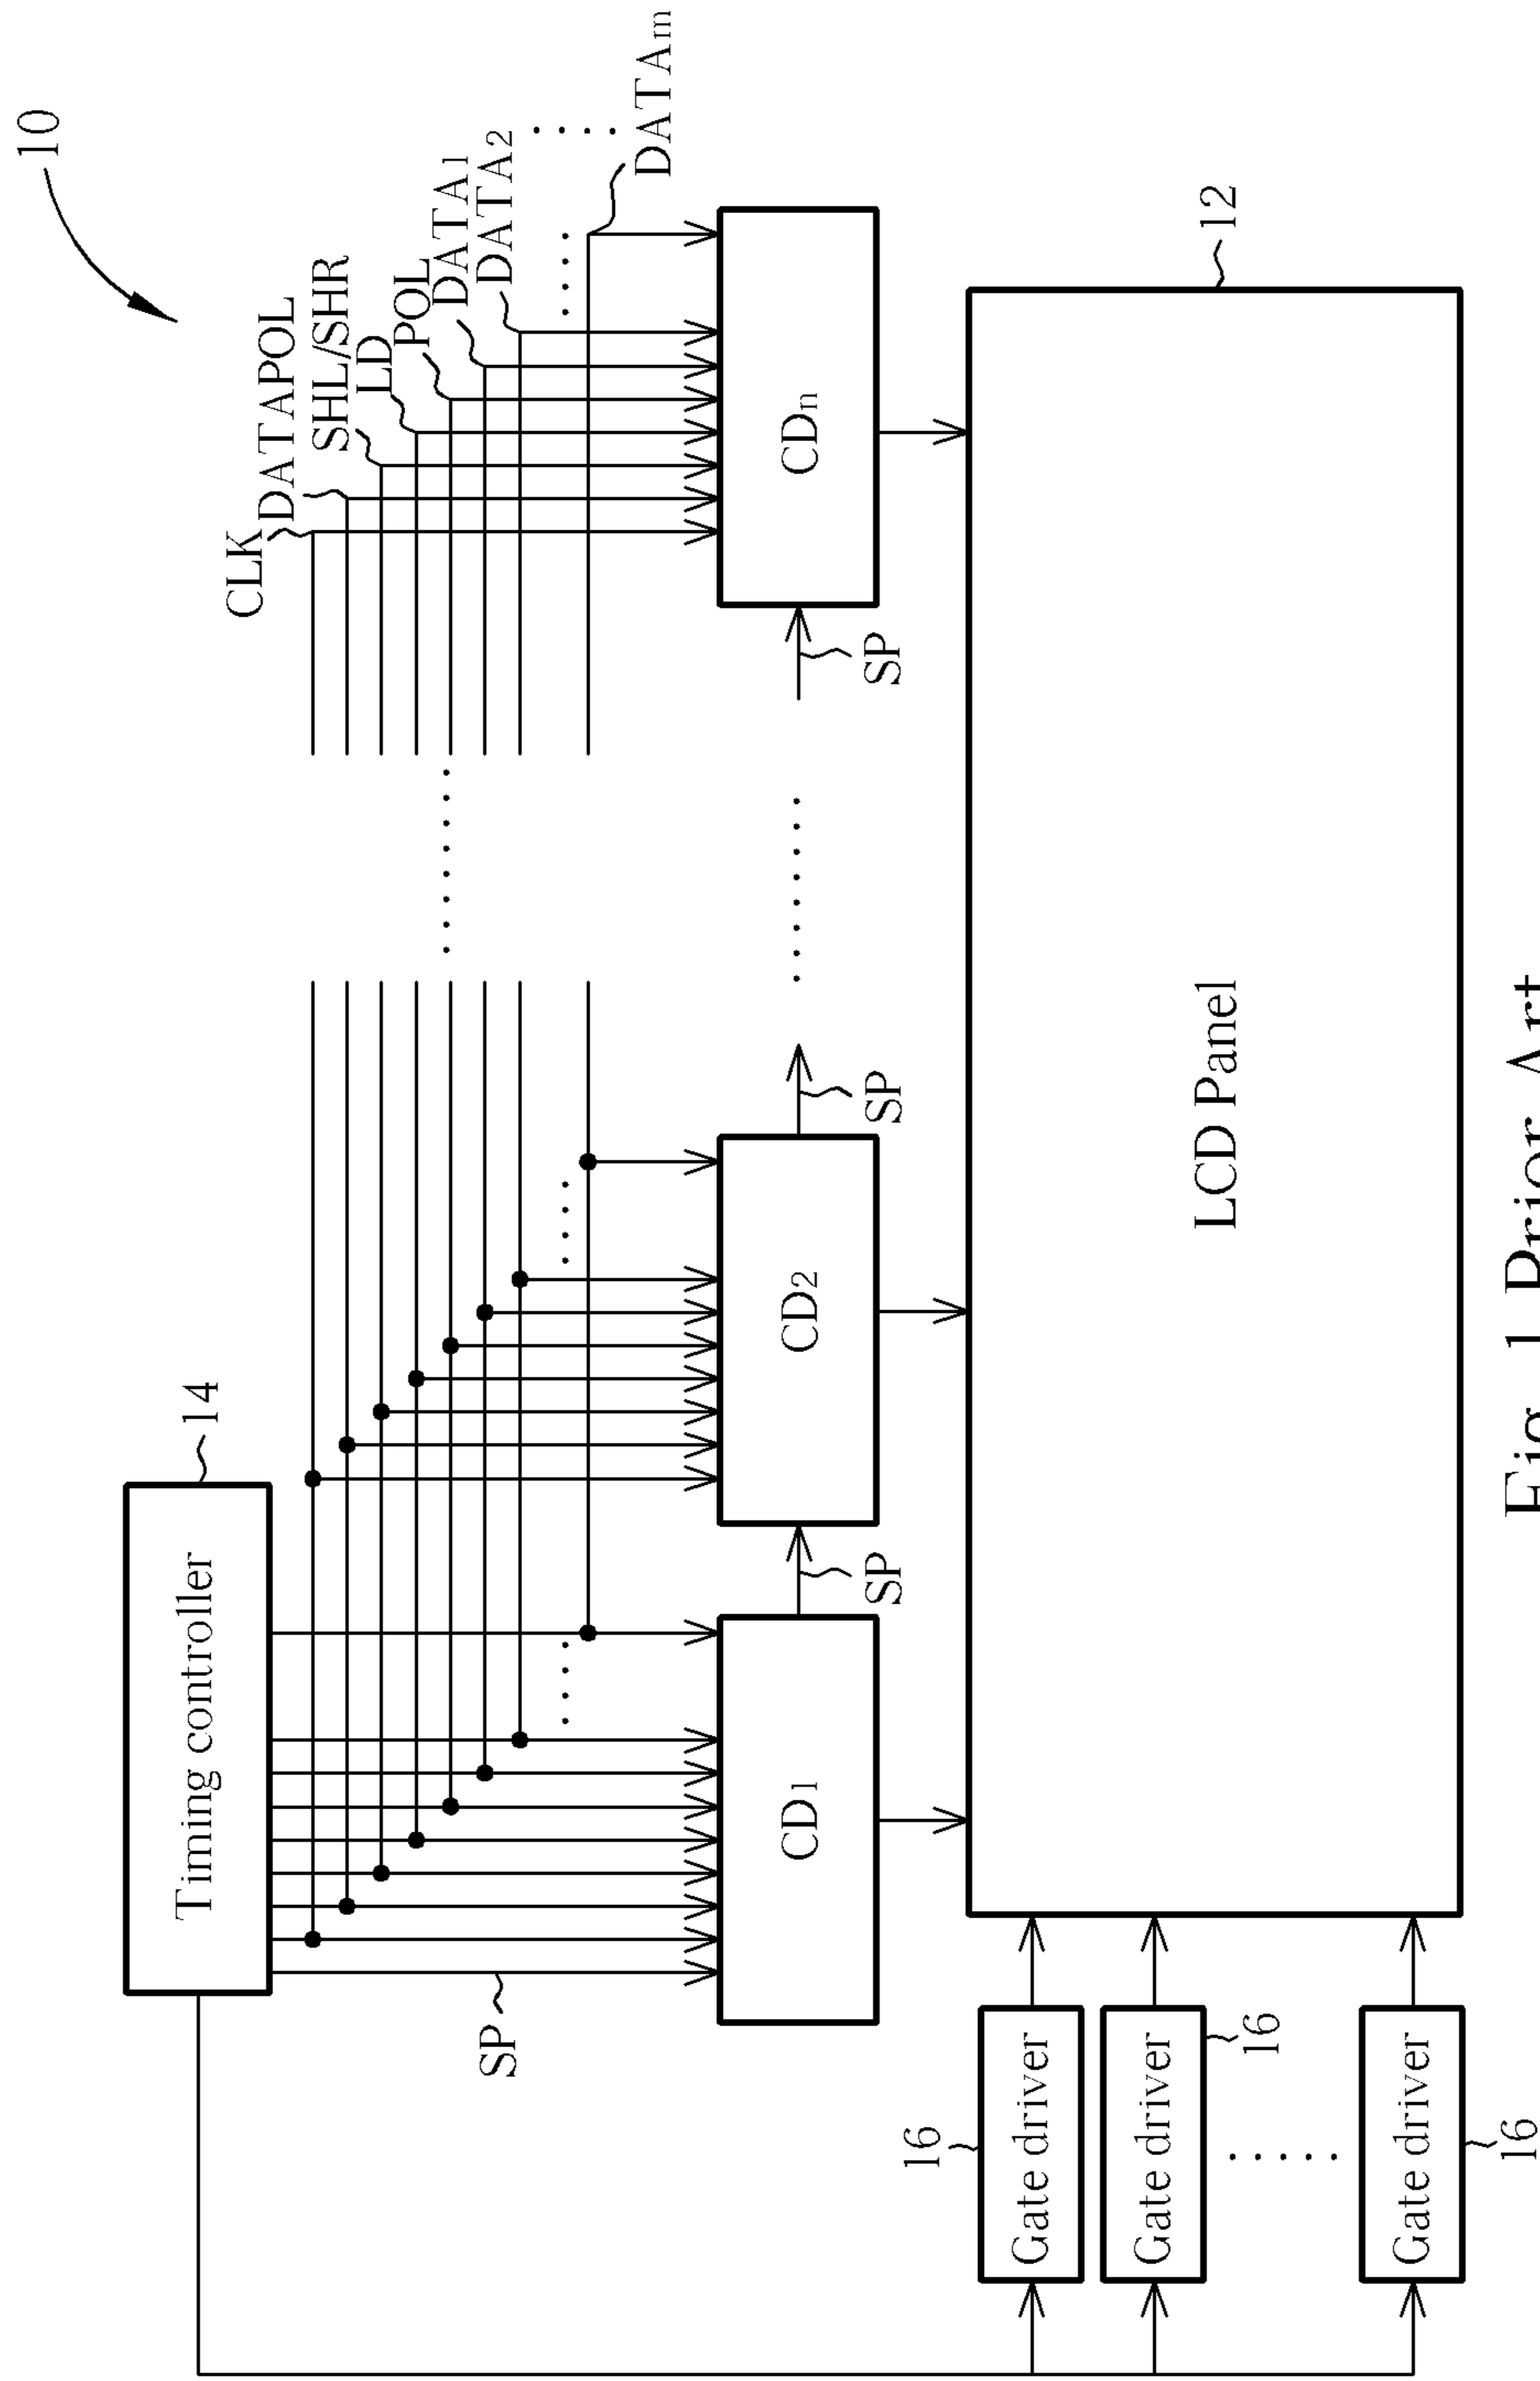 10
Timing controller
14
CLK
DATAPOL
SHL/SHR
LD
POL
DATA1
DATA2
DATAm
SP
CD1
SP
CD2
SP
SP
CDn
LCD Panel
12
16
Gate driver
Gate driver
16
Gate driver
16
Fig. 1 Prior Art